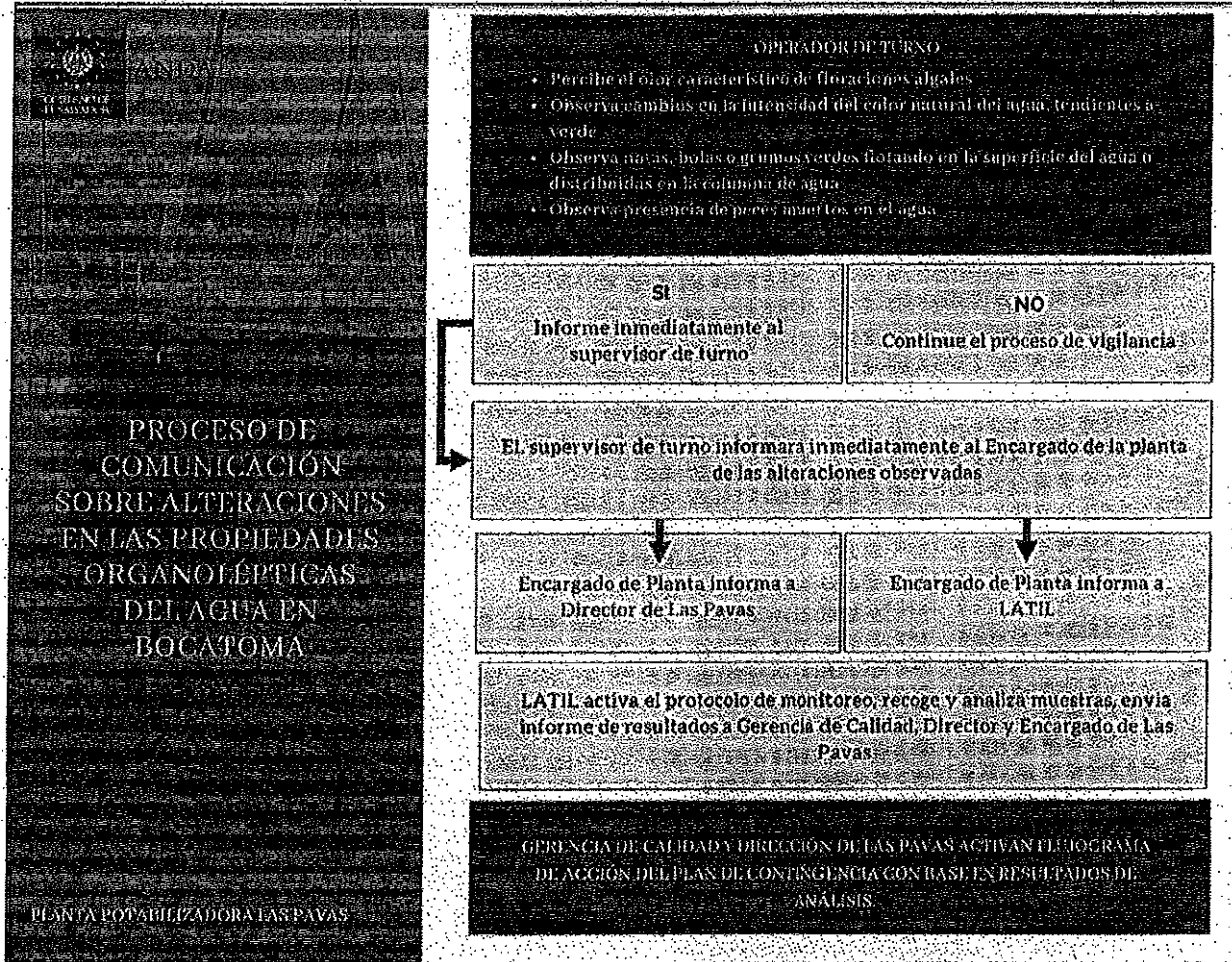 GOBIERNO DE
EL SALVADOR
ANDA
PROCESO DE
COMUNICACIÓN
SOBRE ALTERACIONES
EN LAS PROPIEDADES
ORGANOLÉPTICAS
DEL AGUA EN
BOCATOMA
PLANTA POTABILIZADORA LAS PAVAS
OPERADOR DE TURNO
• Percibe el olor característico de floraciones algales
• Observa cambios en la intensidad del color natural del agua, tendientes a
verde
• Observa natas, bolas o grumos verdes flotando en la superficie del agua o
distribuidas en la columna de agua
• Observa presencia de peces muertos en el agua
SI
Informe inmediatamente al
supervisor de turno
NO
Continue el proceso de vigilancia
EL supervisor de turno informará inmediatamente al Encargado de la planta
de las alteraciones observadas
Encargado de Planta informa a
Director de Las Pavas
Encargado de Planta informa a
LATIL
LATIL activa el protocolo de monitoreo, recoge y analiza muestras, envía
informe de resultados a Gerencia de Calidad, Director y Encargado de Las
Pavas
GERENCIA DE CALIDAD Y DIRECCIÓN DE LAS PAVAS ACTIVAN FLUJOGRAMA
DE ACCIÓN DEL PLAN DE CONTINGENCIA CON BASE EN RESULTADOS DE
ANÁLISIS